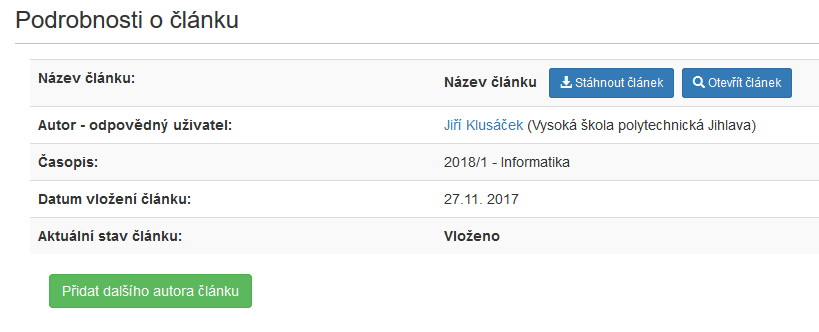 Podrobnosti o článku
Název článku: Název článku Stáhnout článek Otevřít článek
Autor - odpovědný uživatel: Jiří Klusáček (Vysoká škola polytechnická Jihlava)
Časopis: 2018/1 - Informatika
Datum vložení článku: 27.11. 2017
Aktuální stav článku: Vloženo
Přidat dalšího autora článku